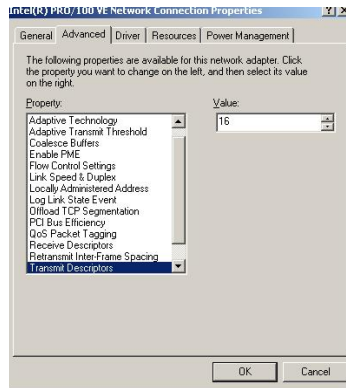 Intel(R) PRO/100 VE Network Connection Properties
General Advanced Driver Resources Power Management
The following properties are available for this network adapter. Click
the property you want to change on the left, and then select its value
on the right.
Property: Value:
Adaptive Technology 16
Adaptive Transmit Threshold
Coalesce Buffers
Enable PME
Flow Control Settings
Link Speed & Duplex
Locally Administered Address
Log Link State Event
Offload TCP Segmentation
PCI Bus Efficiency
QoS Packet Tagging
Receive Descriptors
Retransmit Inter-Frame Spacing
Transmit Descriptors
OK Cancel